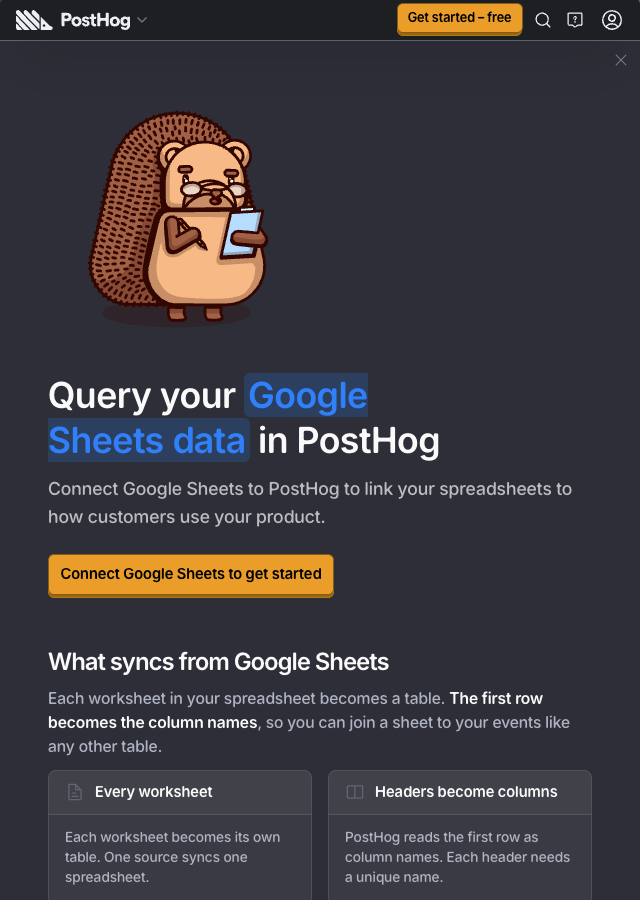 PostHog
Get started – free
Query your Google
Sheets data in PostHog
Connect Google Sheets to PostHog to link your spreadsheets to
how customers use your product.
Connect Google Sheets to get started
What syncs from Google Sheets
Each worksheet in your spreadsheet becomes a table. The first row
becomes the column names, so you can join a sheet to your events like
any other table.
Every worksheet
Each worksheet becomes its own
table. One source syncs one
spreadsheet.
Headers become columns
PostHog reads the first row as
column names. Each header needs
a unique name.